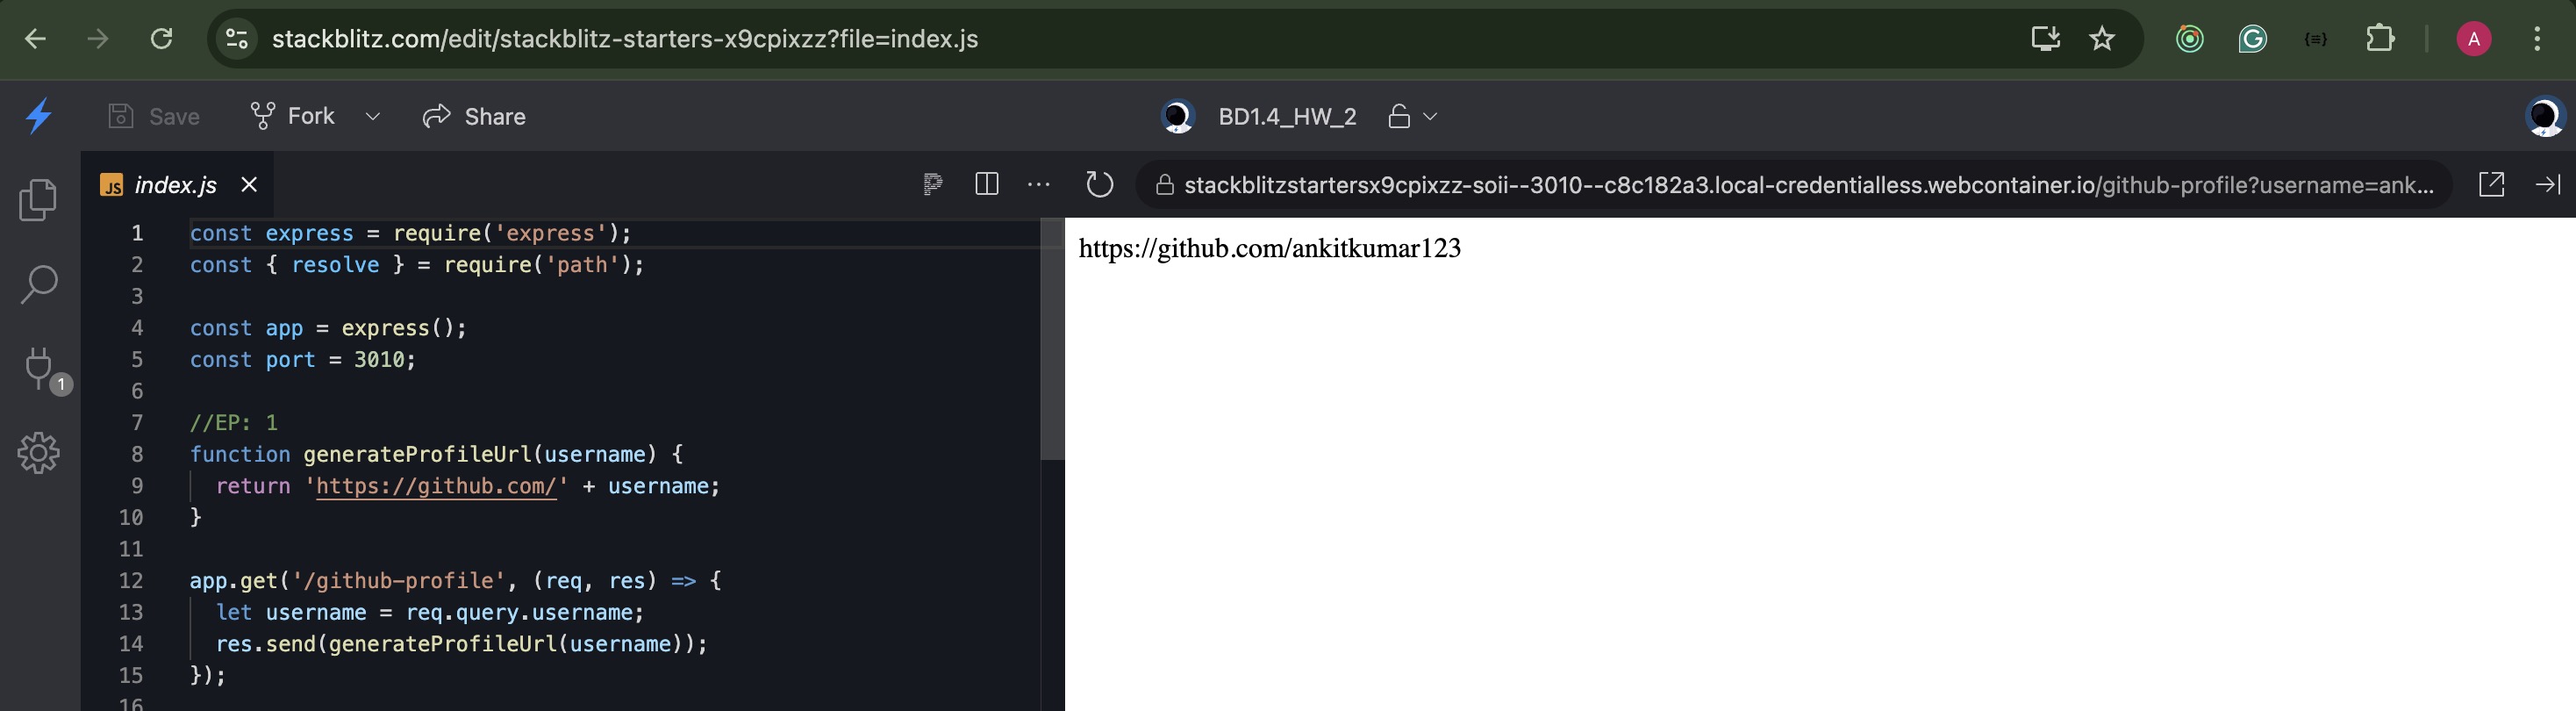 stackblitz.com/edit/stackblitz-starters-x9cpixzz?file=index.js
A
Save Fork Share BD1.4_HW_2
JS index.js
stackblitzstartersx9cpixzz-soii--3010--c8c182a3.local-credentialless.webcontainer.io/github-profile?username=ank...
1 const express = require('express');
2 const { resolve } = require('path');
3
4 const app = express();
5 const port = 3010;
6
7 //EP: 1
8 function generateProfileUrl(username) {
9 return 'https://github.com/' + username;
10 }
11
12 app.get('/github-profile', (req, res) => {
13 let username = req.query.username;
14 res.send(generateProfileUrl(username));
15 });
16
1
https://github.com/ankitkumar123